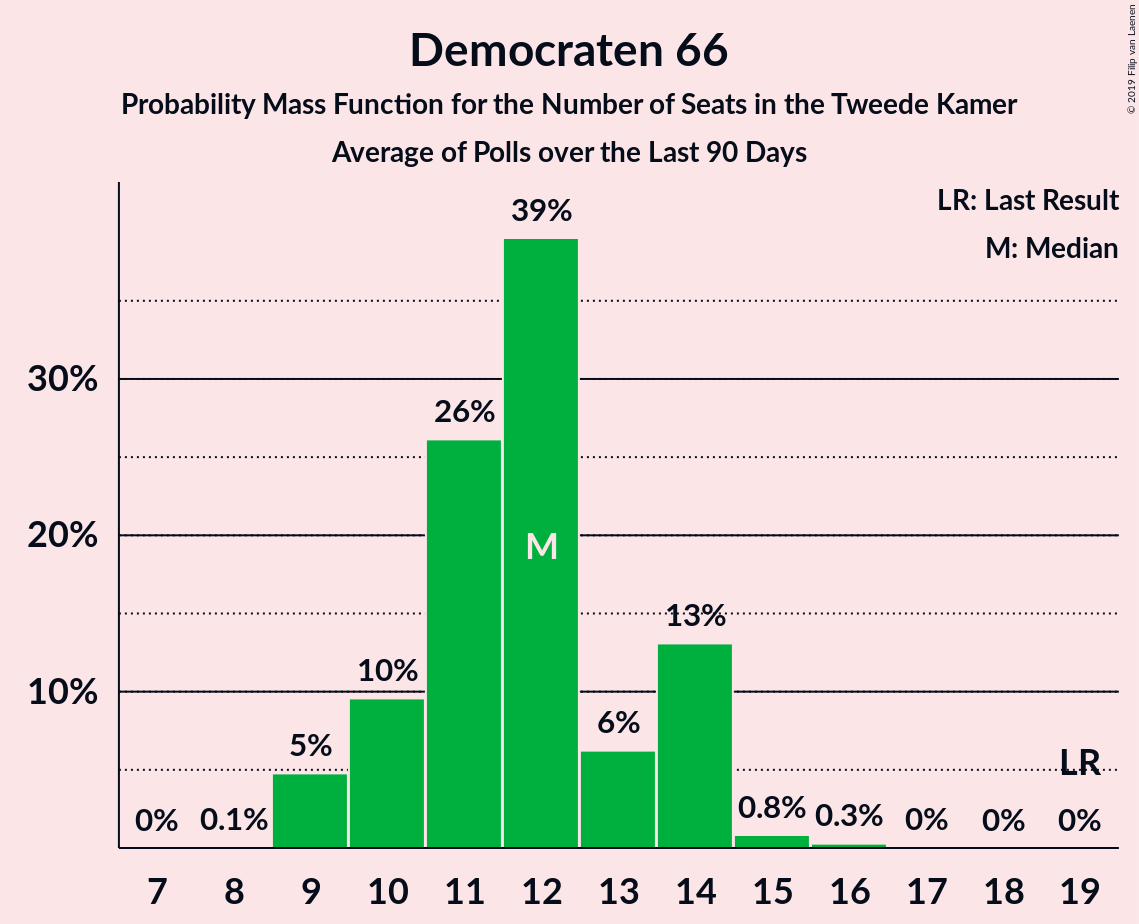 Democraten 66
Probability Mass Function for the Number of Seats in the Tweede Kamer
Average of Polls over the Last 90 Days
© 2019 Filip van Laenen
LR: Last Result
M: Median
39%
30%
26%
20%
M
13%
10%
10%
6%
5%
LR
0%
0.1%
0.8%
0.3%
0%
0%
0%
7 8 9 10 11 12 13 14 15 16 17 18 19